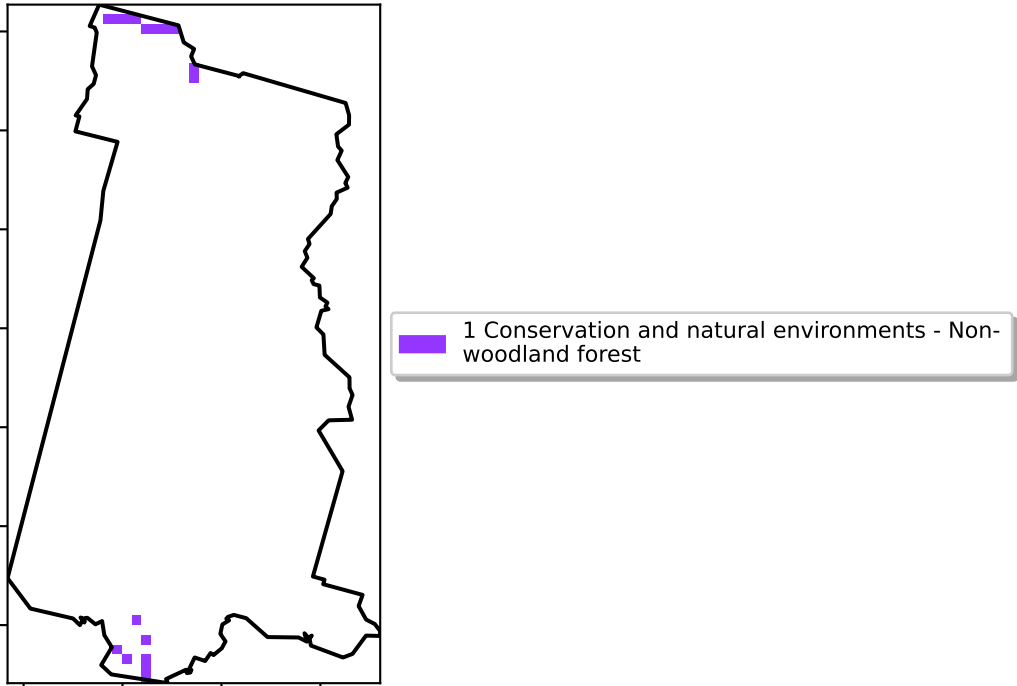 1 Conservation and natural environments - Non-
woodland forest